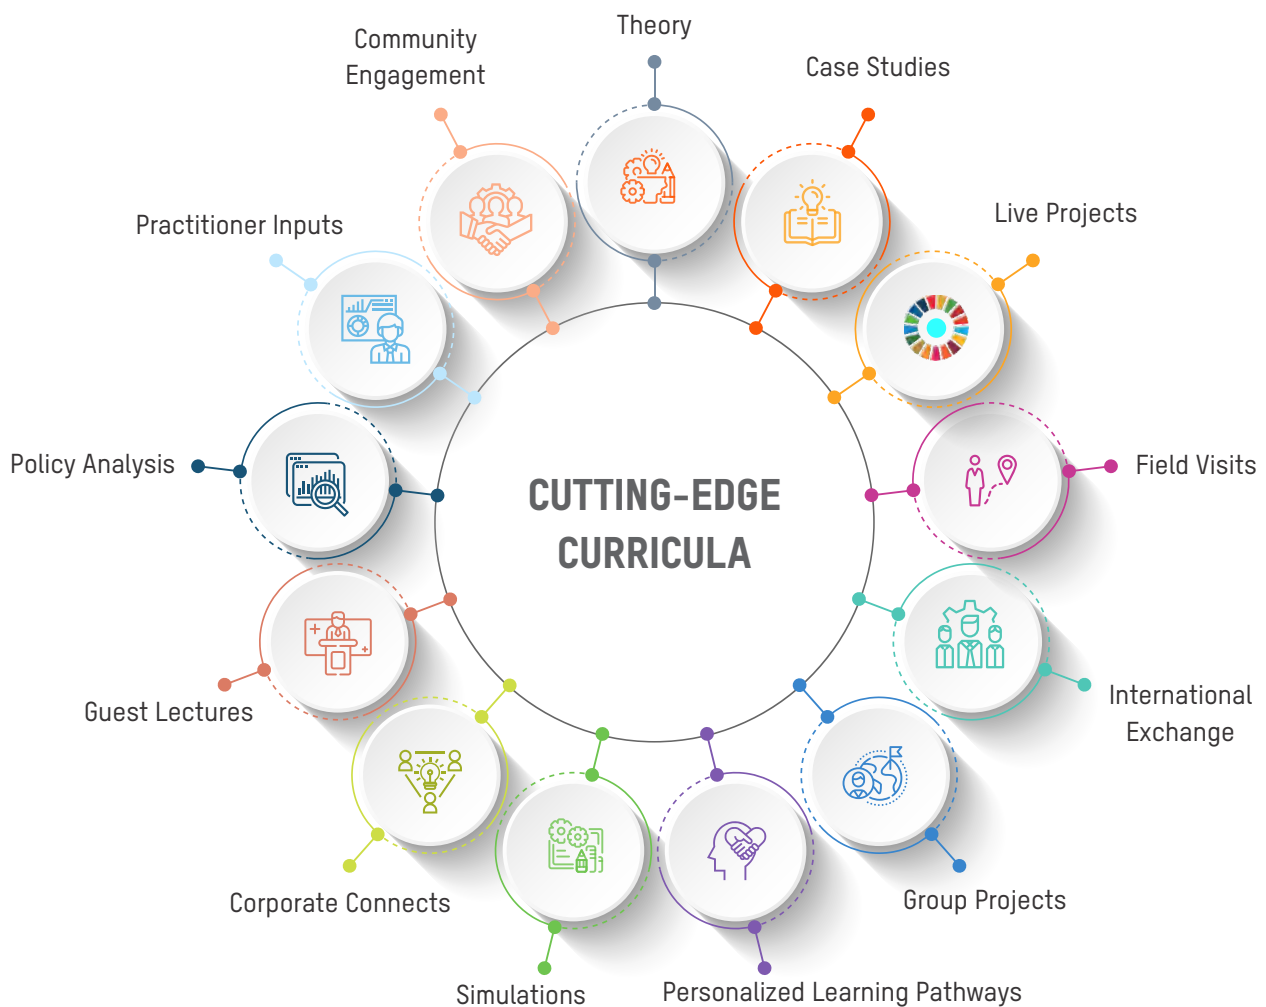 Theory
Community
Engagement
Case Studies
Practitioner Inputs
Live Projects
Policy Analysis
Field Visits
CUTTING-EDGE
CURRICULA
Guest Lectures
International
Exchange
Corporate Connects
Group Projects
Simulations
Personalized Learning Pathways